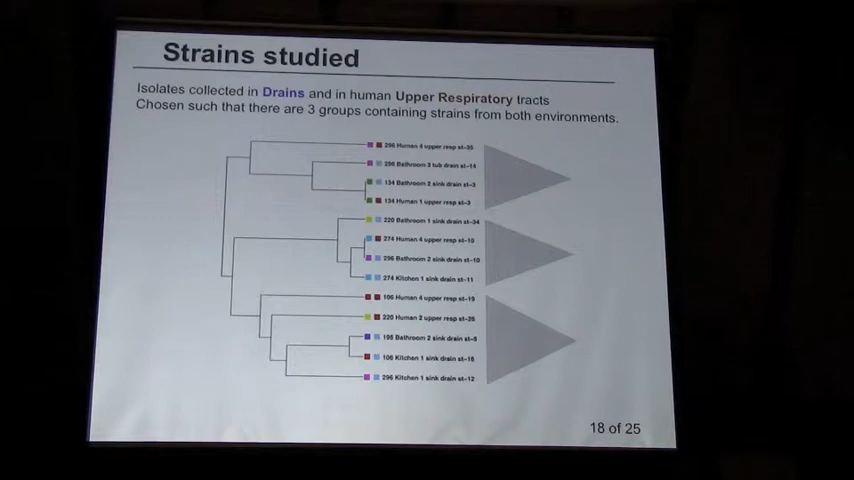 Strains studied
Isolates collected in Drains and in human Upper Respiratory tracts
Chosen such that there are 3 groups containing strains from both environments.
296 Human 4 upper resp st-35
298 Bathroom 3 tub drain st-14
134 Bathroom 2 sink drain st-3
134 Human 1 upper resp st-3
220 Bathroom 1 sink drain st-34
274 Human 4 upper resp st-10
296 Bathroom 2 sink drain st-10
274 Kitchen 1 sink drain st-11
106 Human 4 upper resp st-19
220 Human 2 upper resp st-26
198 Bathroom 2 sink drain st-8
106 Kitchen 1 sink drain st-16
296 Kitchen 1 sink drain st-12
18 of 25